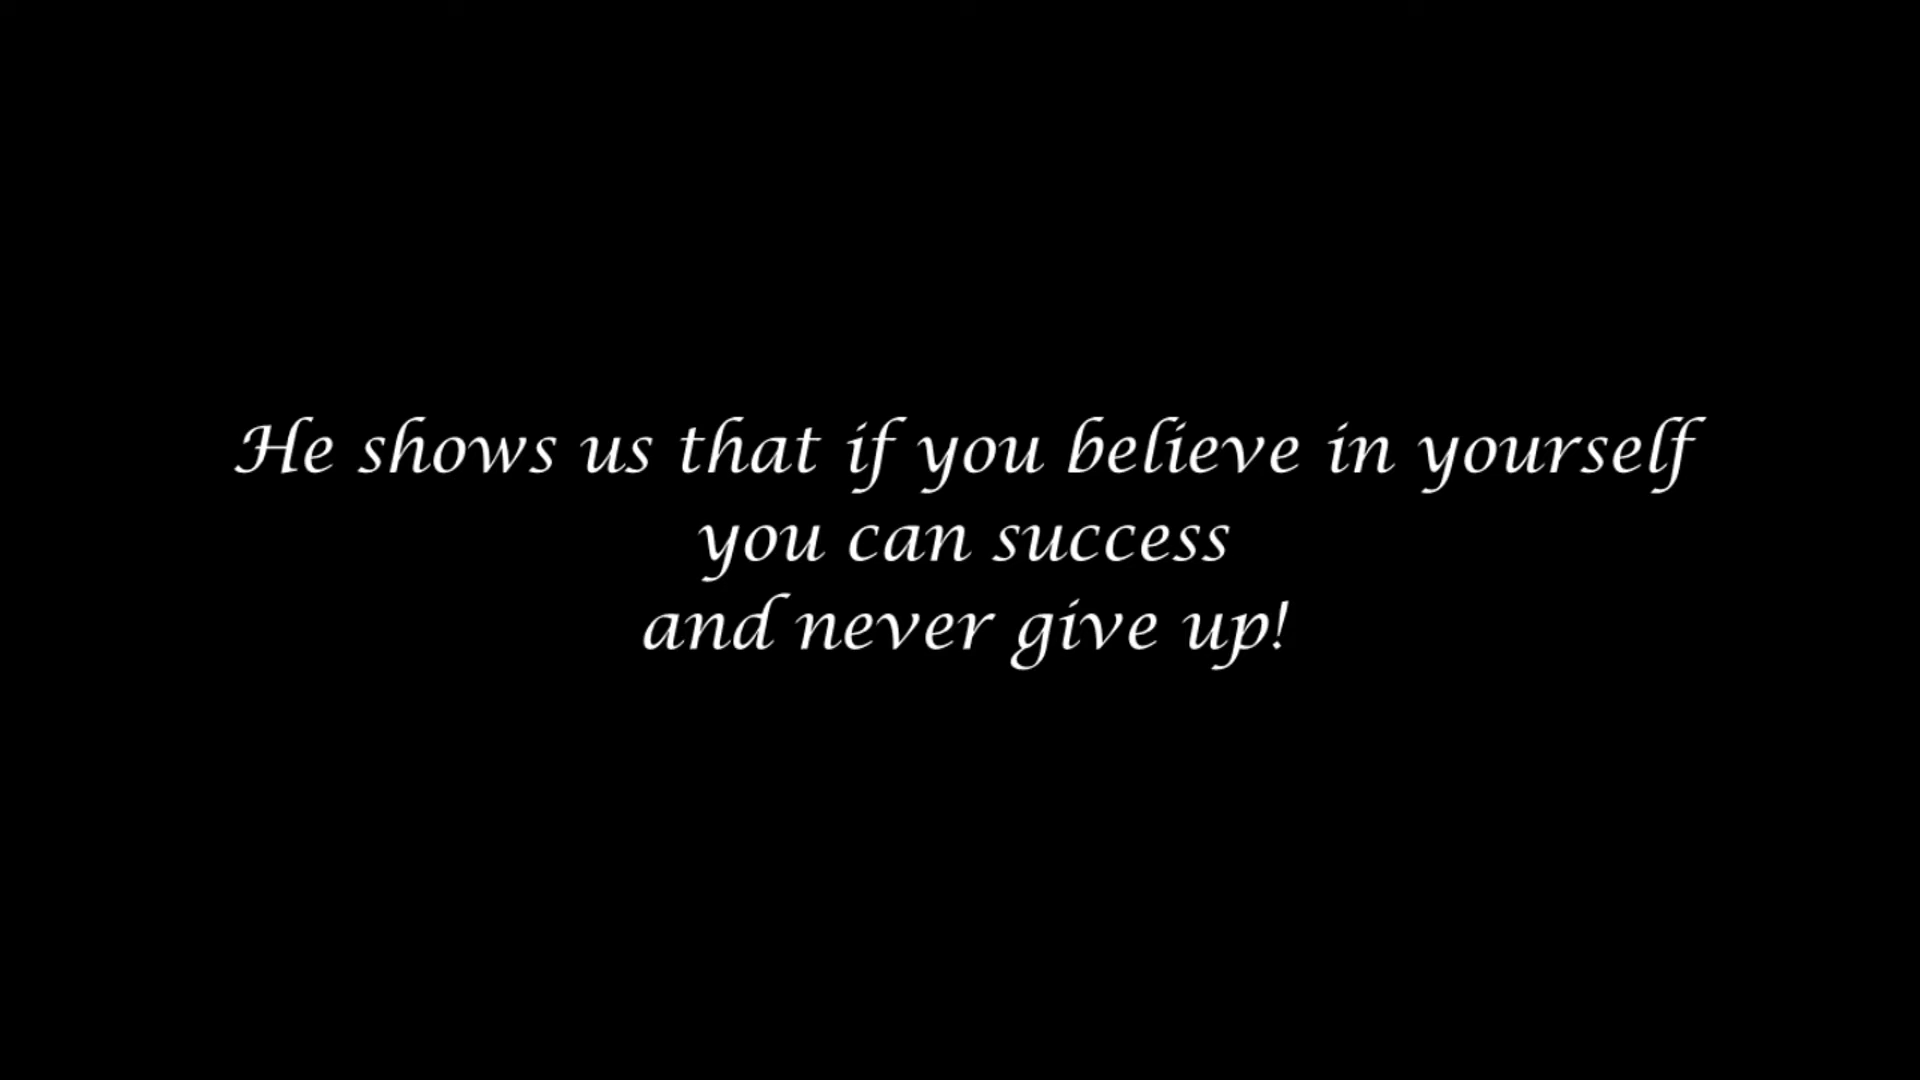 He shows us that if you believe in yourself
you can success
and never give up!